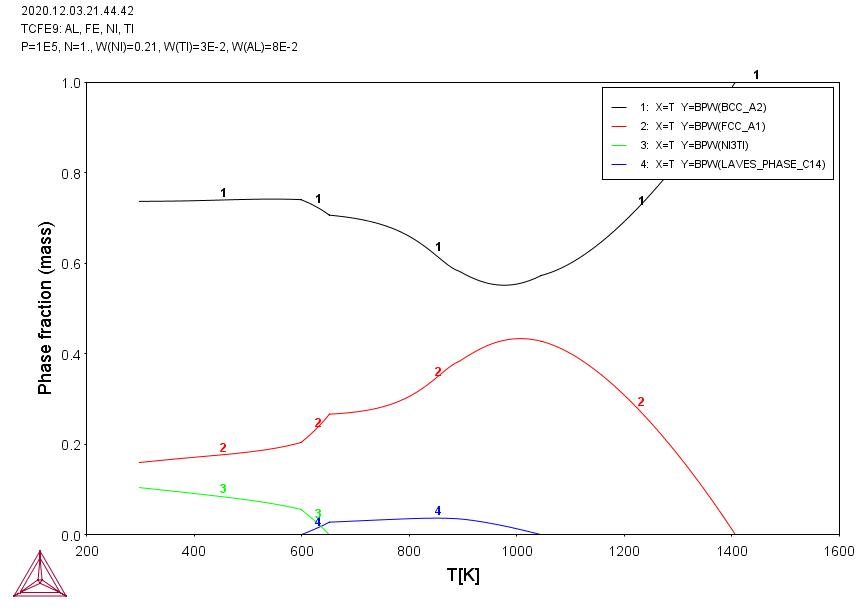 2020.12.03.21.44.42
TCFE9: AL, FE, NI, TI
P=1E5, N=1., W(NI)=0.21, W(TI)=3E-2, W(AL)=8E-2
1
1.0
1: X=T Y=BPW(BCC_A2)
2: X=T Y=BPW(FCC_A1)
3: X=T Y=BPW(NI3TI)
4: X=T Y=BPW(LAVES_PHASE_C14)
0.8
1 1 1
1
0.6
Phase fraction (mass)
0.4
2 2
2
2
0.2
3
3 4
4
0.0
200 400 600 800 1000 1200 1400 1600
T[K]